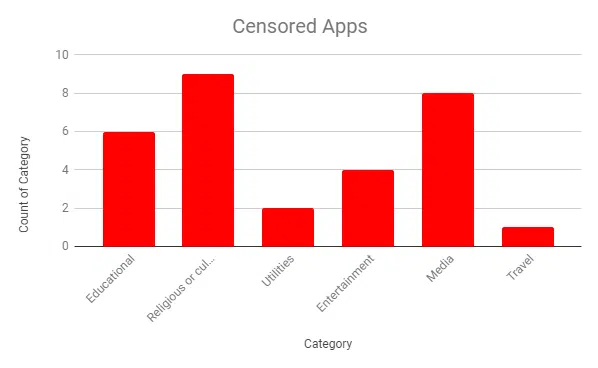 Censored Apps
Count of Category
10
8
6
4
2
0
Educational
Religious or cul...
Utilities
Entertainment
Media
Travel
Category